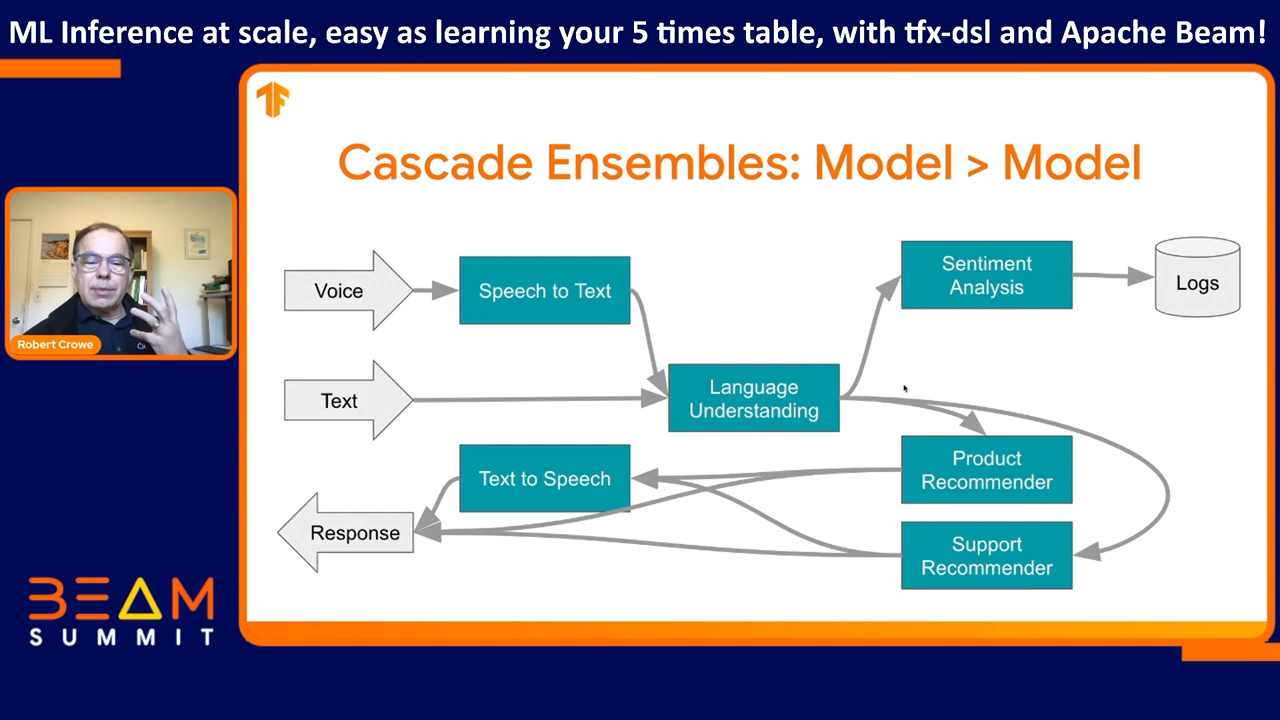 ML Inference at scale, easy as learning your 5 times table, with tfx-dsl and Apache Beam!
Cascade Ensembles: Model > Model
Voice
Speech to Text
Sentiment
Analysis
Logs
Text
Language
Understanding
Text to Speech
Product
Recommender
Response
Support
Recommender
Robert Crowe
BEAM
SUMMIT